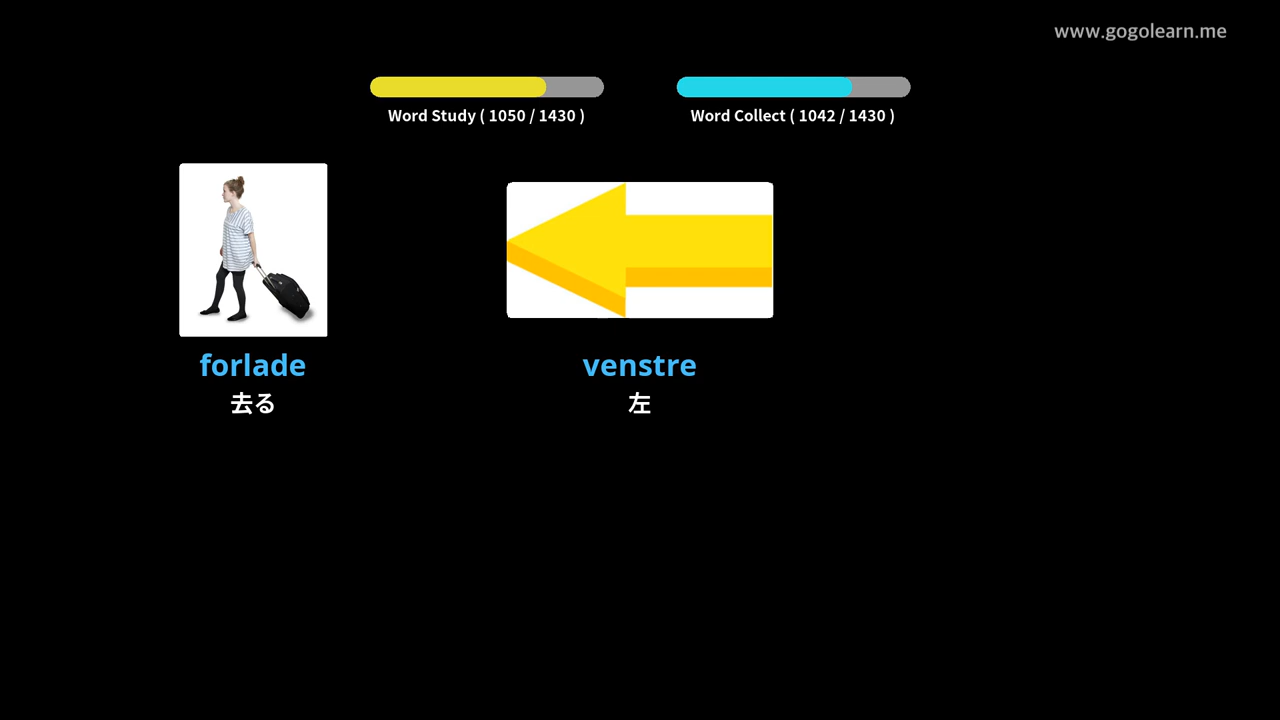 www.gogolearn.me
Word Study ( 1050 / 1430 )
Word Collect ( 1042 / 1430 )
forlade
去る
venstre
左